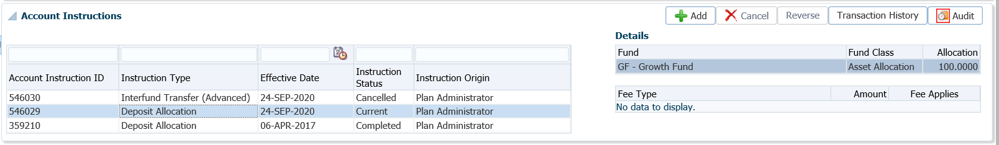 Account Instructions
Add Cancel Reverse Transaction History Audit
Account Instruction ID Instruction Type Effective Date Instruction Status Instruction Origin
546030 Interfund Transfer (Advanced) 24-SEP-2020 Cancelled Plan Administrator
546029 Deposit Allocation 24-SEP-2020 Current Plan Administrator
359210 Deposit Allocation 06-APR-2017 Completed Plan Administrator
Details
Fund Fund Class Allocation
GF - Growth Fund Asset Allocation 100.0000
Fee Type Amount Fee Applies
No data to display.